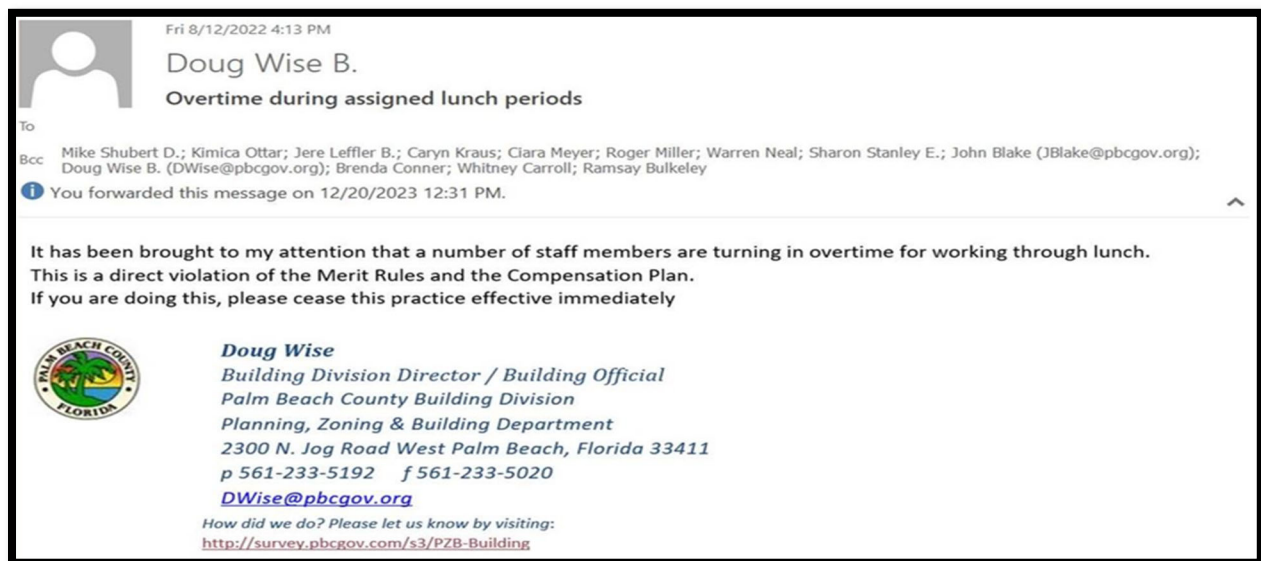 Fri 8/12/2022 4:13 PM
Doug Wise B.
Overtime during assigned lunch periods
To
Bcc Mike Shubert D.; Kimica Ottar; Jere Leffler B.; Caryn Kraus; Ciara Meyer; Roger Miller; Warren Neal; Sharon Stanley E.; John Blake (JBlake@pbcgov.org);
Doug Wise B. (DWise@pbcgov.org); Brenda Conner; Whitney Carroll; Ramsay Bulkeley
You forwarded this message on 12/20/2023 12:31 PM.
It has been brought to my attention that a number of staff members are turning in overtime for working through lunch.
This is a direct violation of the Merit Rules and the Compensation Plan.
If you are doing this, please cease this practice effective immediately
PALM BEACH COUNTY
FLORIDA
Doug Wise
Building Division Director / Building Official
Palm Beach County Building Division
Planning, Zoning & Building Department
2300 N. Jog Road West Palm Beach, Florida 33411
p 561-233-5192 f 561-233-5020
DWise@pbcgov.org
How did we do? Please let us know by visiting:
http://survey.pbcgov.com/s3/PZB-Building